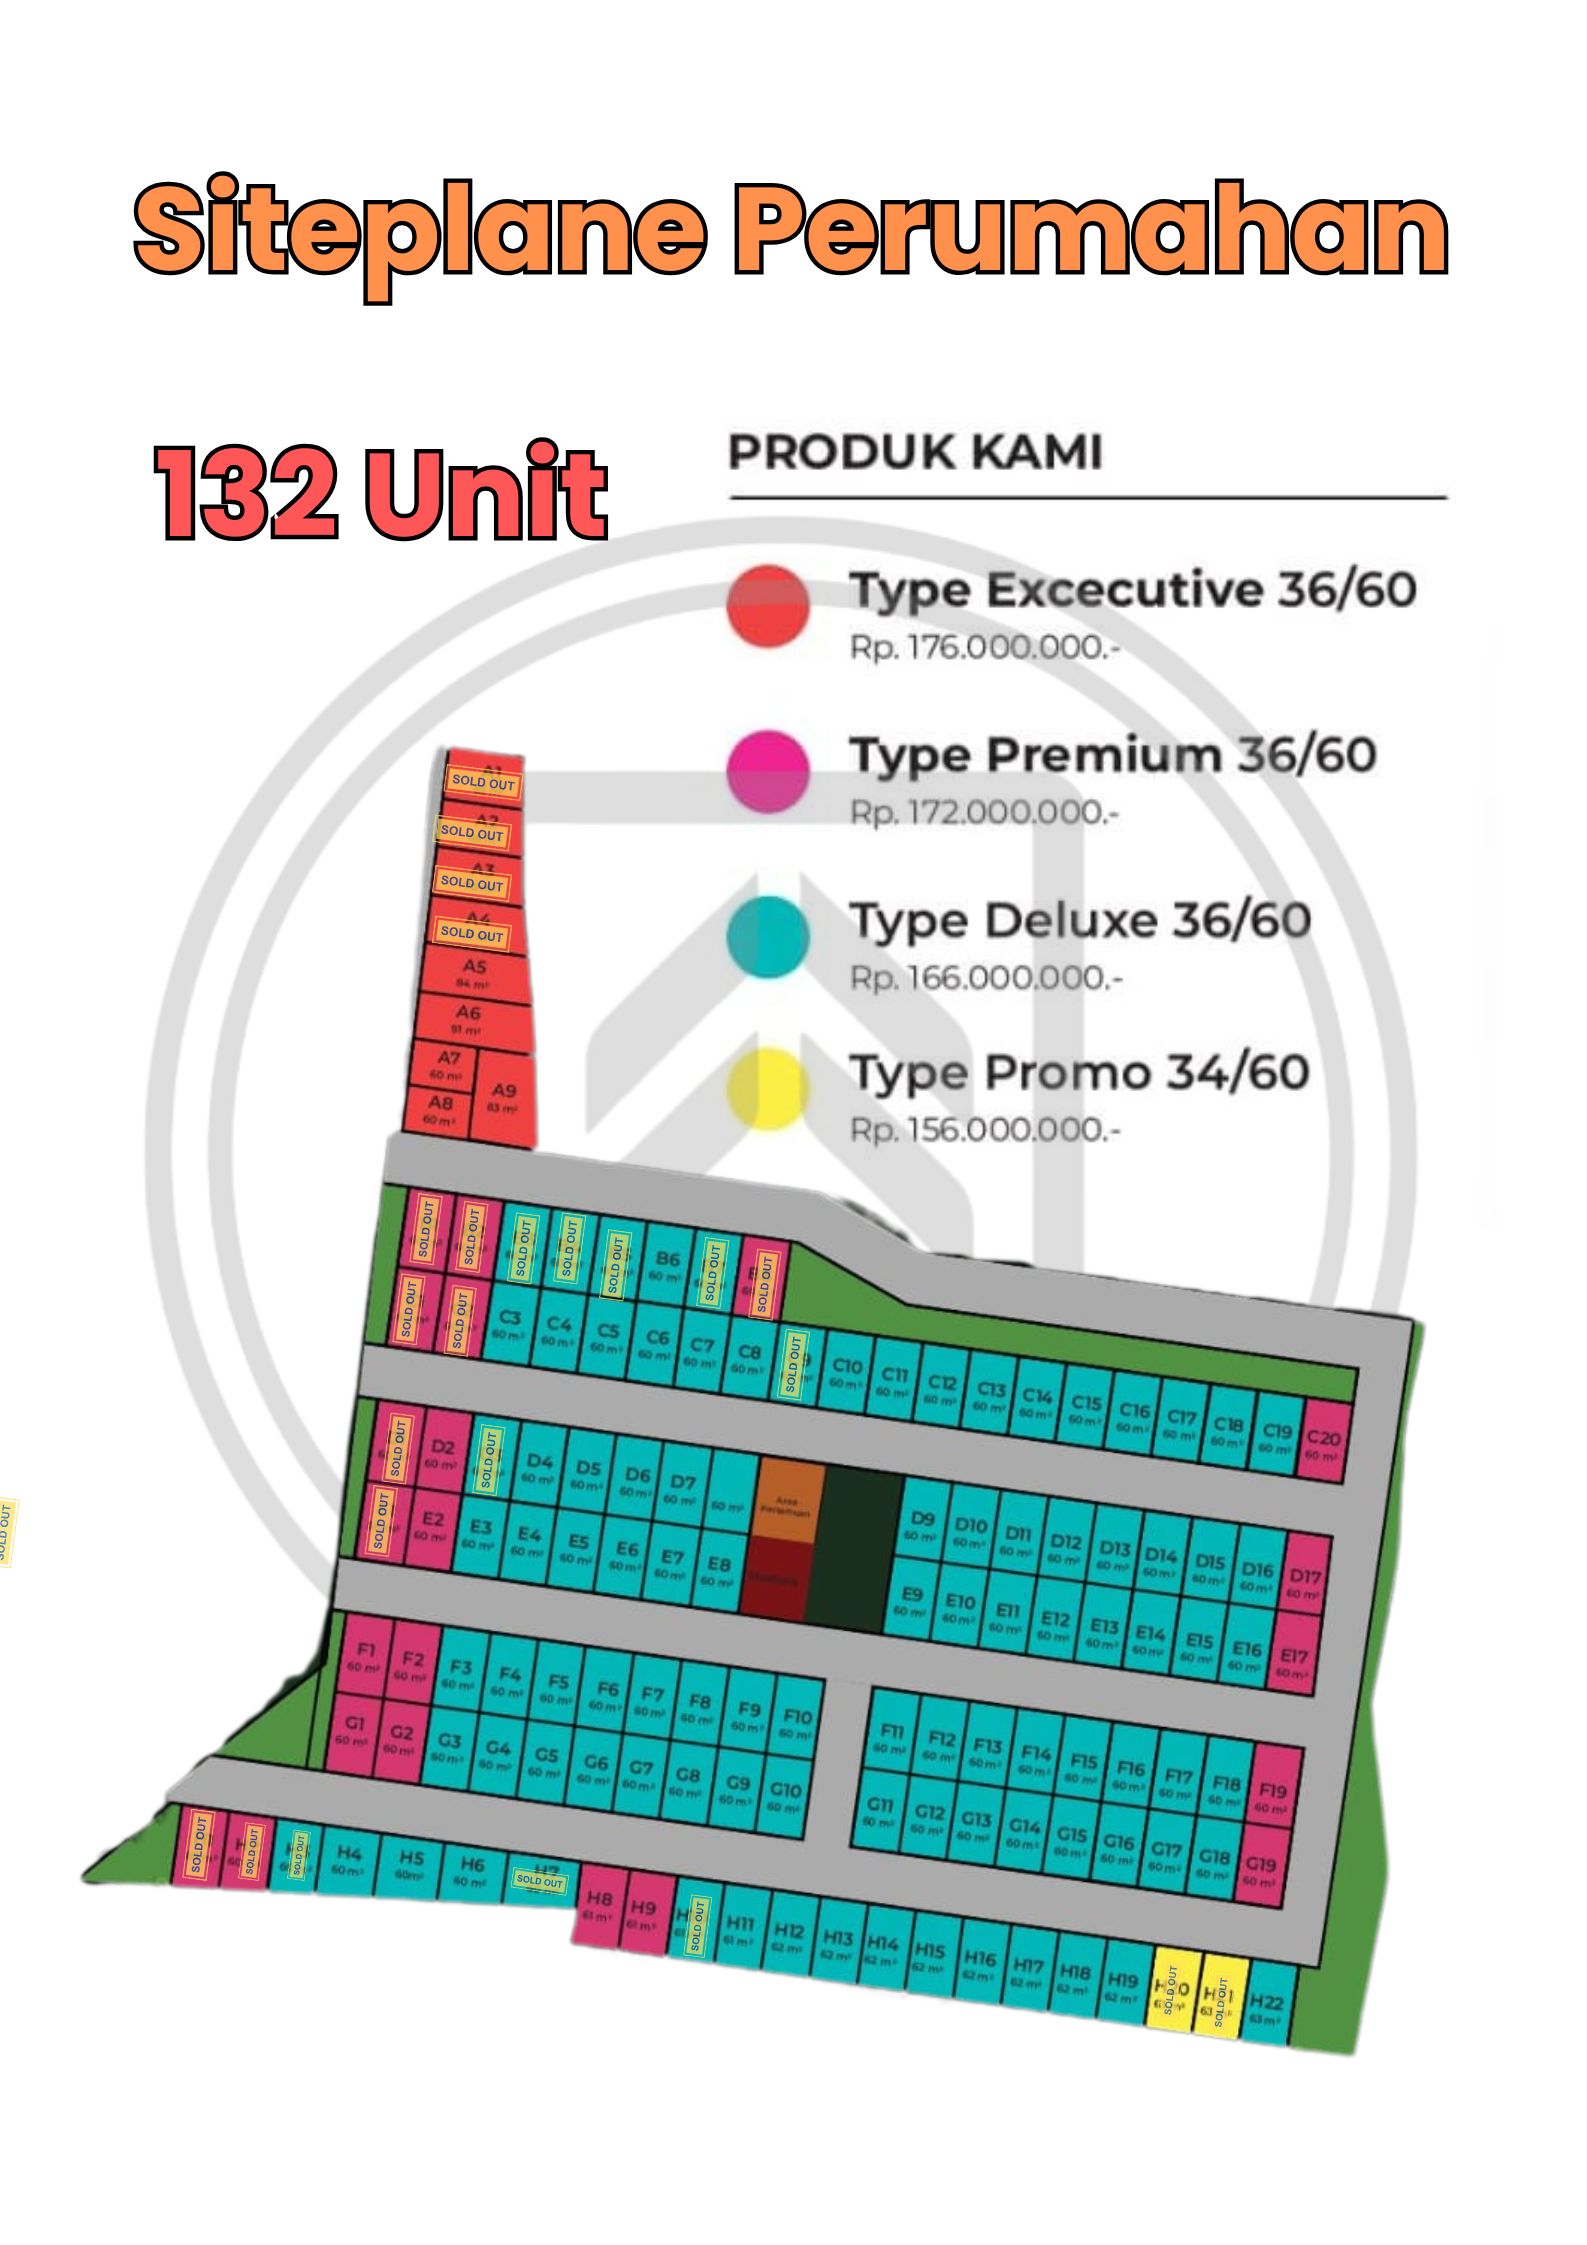 Siteplane Perumahan
132 Unit
PRODUK KAMI
Type Excecutive 36/60
Rp. 176.000.000.-
Type Premium 36/60
Rp. 172.000.000.-
Type Deluxe 36/60
Rp. 166.000.000.-
Type Promo 34/60
Rp. 156.000.000.-
A1
SOLD OUT
A2
SOLD OUT
A3
SOLD OUT
A4
SOLD OUT
A5
84 m²
A6
91 m²
A7
60 m²
A8
60 m²
A9
83 m²
SOLD OUT
SOLD OUT
SOLD OUT
SOLD OUT
SOLD OUT
B6
60 m²
SOLD OUT
SOLD OUT
SOLD OUT
SOLD OUT
C3
60 m²
C4
60 m²
C5
60 m²
C6
60 m²
C7
60 m²
C8
60 m²
SOLD OUT
C10
60 m²
C11
60 m²
C12
60 m²
C13
60 m²
C14
60 m²
C15
60 m²
C16
60 m²
C17
60 m²
C18
60 m²
C19
60 m²
C20
60 m²
SOLD OUT
D2
60 m²
SOLD OUT
D4
60 m²
D5
60 m²
D6
60 m²
D7
60 m²
60 m²
Area
D9
60 m²
D10
60 m²
D11
60 m²
D12
60 m²
D13
60 m²
D14
60 m²
D15
60 m²
D16
60 m²
D17
60 m²
SOLD OUT
SOLD OUT
E2
60 m²
E3
60 m²
E4
60 m²
E5
60 m²
E6
60 m²
E7
60 m²
E8
60 m²
E9
60 m²
E10
60 m²
E11
60 m²
E12
60 m²
E13
60 m²
E14
60 m²
E15
60 m²
E16
60 m²
E17
60 m²
F1
60 m²
F2
60 m²
F3
60 m²
F4
60 m²
F5
60 m²
F6
60 m²
F7
60 m²
F8
60 m²
F9
60 m²
F10
60 m²
F11
60 m²
F12
60 m²
F13
60 m²
F14
60 m²
F15
60 m²
F16
60 m²
F17
60 m²
F18
60 m²
F19
60 m²
G1
60 m²
G2
60 m²
G3
60 m²
G4
60 m²
G5
60 m²
G6
60 m²
G7
60 m²
G8
60 m²
G9
60 m²
G10
60 m²
G11
60 m²
G12
60 m²
G13
60 m²
G14
60 m²
G15
60 m²
G16
60 m²
G17
60 m²
G18
60 m²
G19
60 m²
SOLD OUT
SOLD OUT
SOLD OUT
H4
60 m²
H5
60m²
H6
60 m²
H7
SOLD OUT
H8
61 m²
H9
61 m²
SOLD OUT
H11
61 m²
H12
62 m²
H13
62 m²
H14
62 m²
H15
62 m²
H16
62 m²
H17
62 m²
H18
62 m²
H19
62 m²
SOLD OUT
SOLD OUT
H22
63 m²